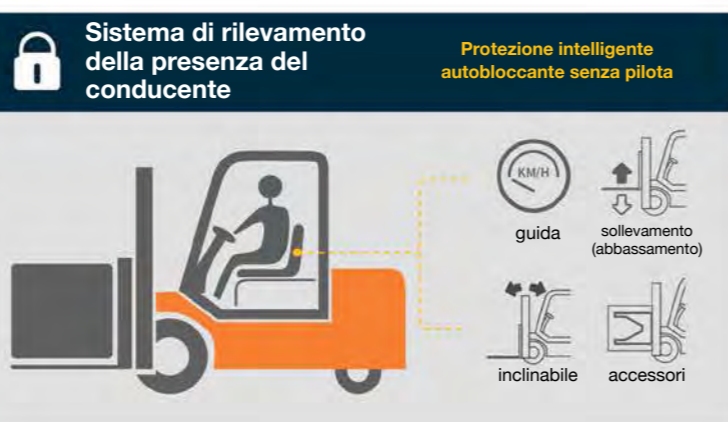 Sistema di rilevamento
della presenza del
conducente
Protezione intelligente
autobloccante senza pilota
KM/H
guida
sollevamento
(abbassamento)
inclinabile
accessori